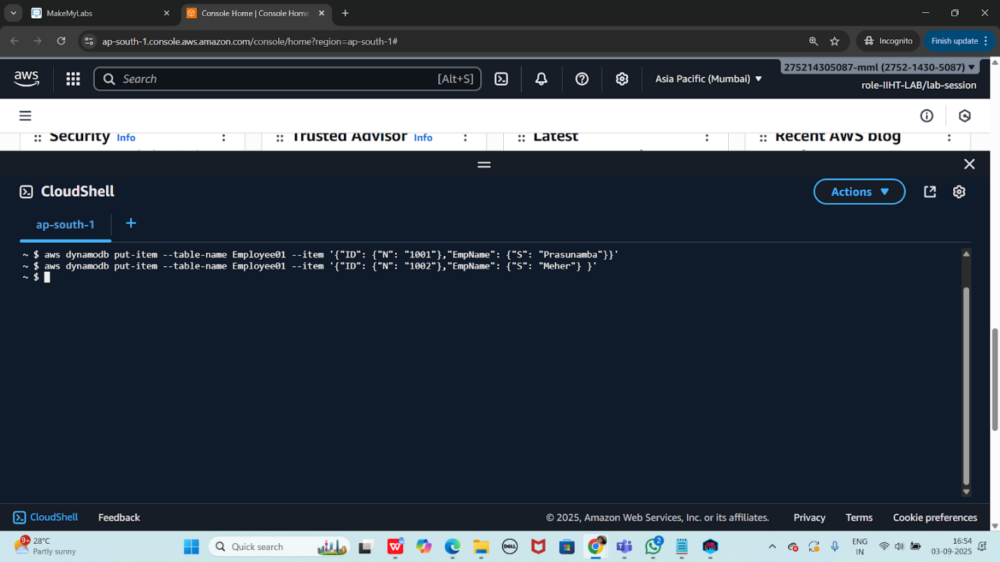 MakeMyLabs
Console Home | Console Home
ap-south-1.console.aws.amazon.com/console/home?region=ap-south-1#
Incognito
Finish update
aws
Search
[Alt+S]
Asia Pacific (Mumbai)
275214305087-mml (2752-1430-5087)
role-IIHT-LAB/lab-session
Security Info
Trusted Advisor Info
Latest
Recent AWS blog
CloudShell
Actions
ap-south-1
~ $ aws dynamodb put-item --table-name Employee01 --item '{"ID": {"N": "1001"},"EmpName": {"S": "Prasunamba"}}'
~ $ aws dynamodb put-item --table-name Employee01 --item '{"ID": {"N": "1002"},"EmpName": {"S": "Meher"} }'
~ $
CloudShell
Feedback
© 2025, Amazon Web Services, Inc. or its affiliates.
Privacy
Terms
Cookie preferences
9+
28°C
Partly sunny
Quick search
DELL
2
ENG
IN
16:54
03-09-2025